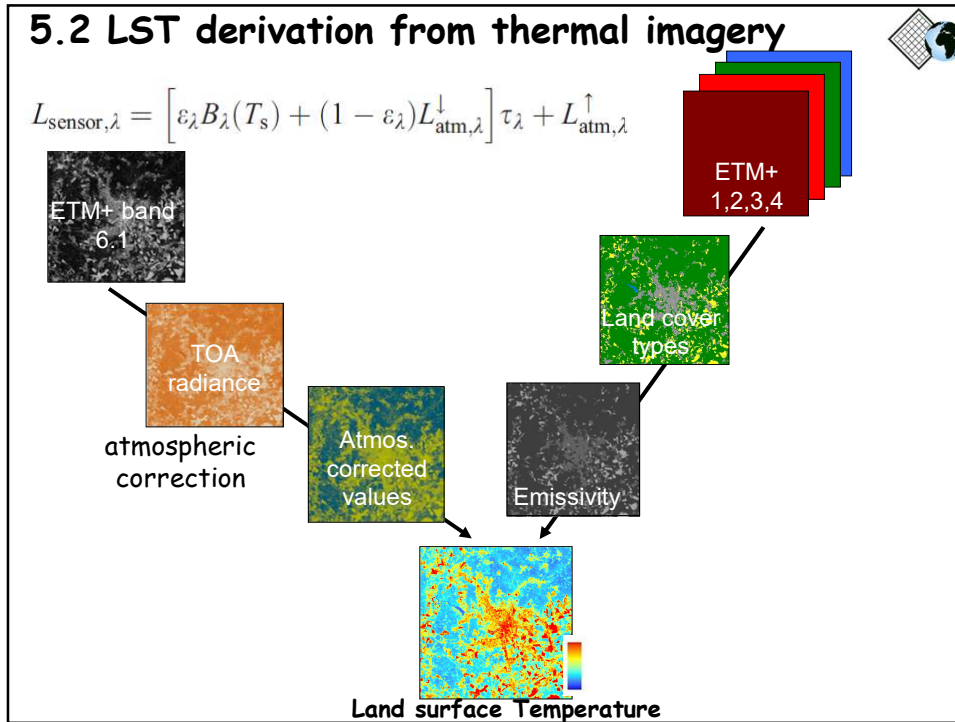 5.2 LST derivation from thermal imagery
L_sensor,λ = [ε_λ B_λ(T_s) + (1 − ε_λ)L↓_atm,λ] τ_λ + L↑_atm,λ
ETM+ band
6.1
ETM+
1,2,3,4
TOA
radiance
Land cover
types
atmospheric
correction
Atmos.
corrected
values
Emissivity
Land surface Temperature